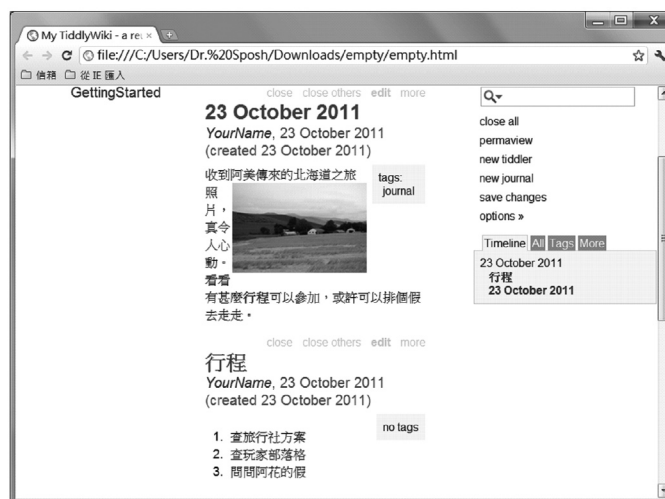 My TiddlyWiki - a reu
file:///C:/Users/Dr.%20Sposh/Downloads/empty/empty.html
信箱 從 IE 匯入
GettingStarted
close close others edit more
23 October 2011
YourName, 23 October 2011
(created 23 October 2011)
tags:
journal
收到阿美傳來的北海道之旅
照
片，
真令
人心
動。
看看
有甚麼行程可以參加，或許可以排個假
去走走。
close close others edit more
行程
YourName, 23 October 2011
(created 23 October 2011)
no tags
1. 查旅行社方案
2. 查玩家部落格
3. 問問阿花的假
close all
permaview
new tiddler
new journal
save changes
options »
Timeline All Tags More
23 October 2011
行程
23 October 2011